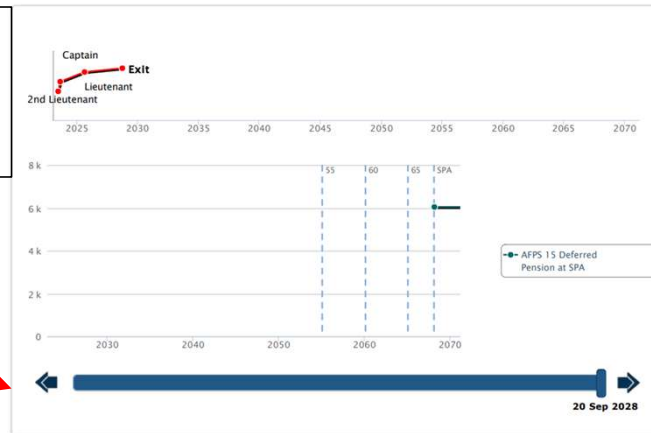 Captain
Exit
Lieutenant
2nd Lieutenant
2025 2030 2035 2040 2045 2050 2055 2060 2065 2070
8 k
55 60 65 SPA
6 k
4 k
2 k
0
AFPS 15 Deferred
Pension at SPA
2030 2040 2050 2060 2070
20 Sep 2028